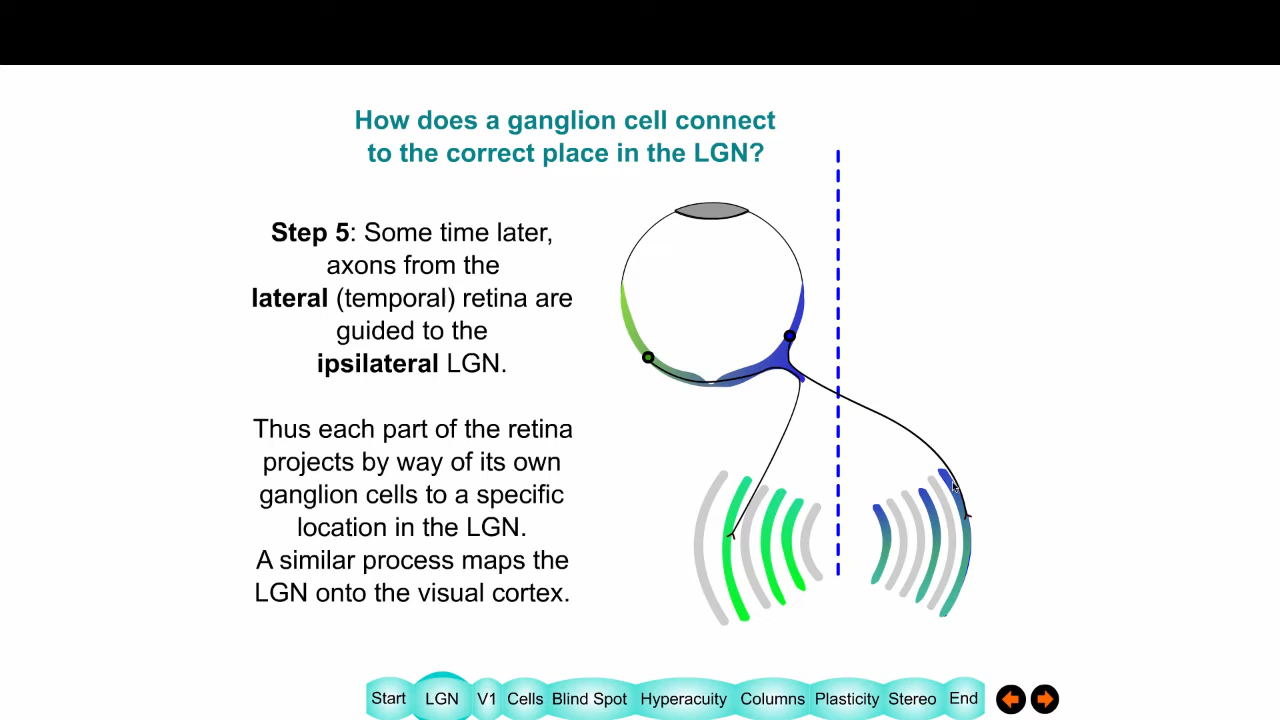 How does a ganglion cell connect
to the correct place in the LGN?
Step 5: Some time later,
axons from the
lateral (temporal) retina are
guided to the
ipsilateral LGN.
Thus each part of the retina
projects by way of its own
ganglion cells to a specific
location in the LGN.
A similar process maps the
LGN onto the visual cortex.
Start LGN V1 Cells Blind Spot Hyperacuity Columns Plasticity Stereo End